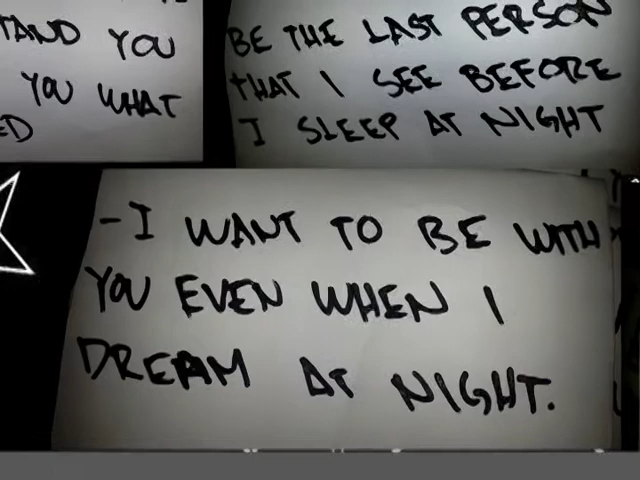 TAND YOU
YOU WHAT
ED
BE THE LAST PERSON
THAT I SEE BEFORE
I SLEEP AT NIGHT
-I WANT TO BE WITH
YOU EVEN WHEN I
DREAM AT NIGHT.